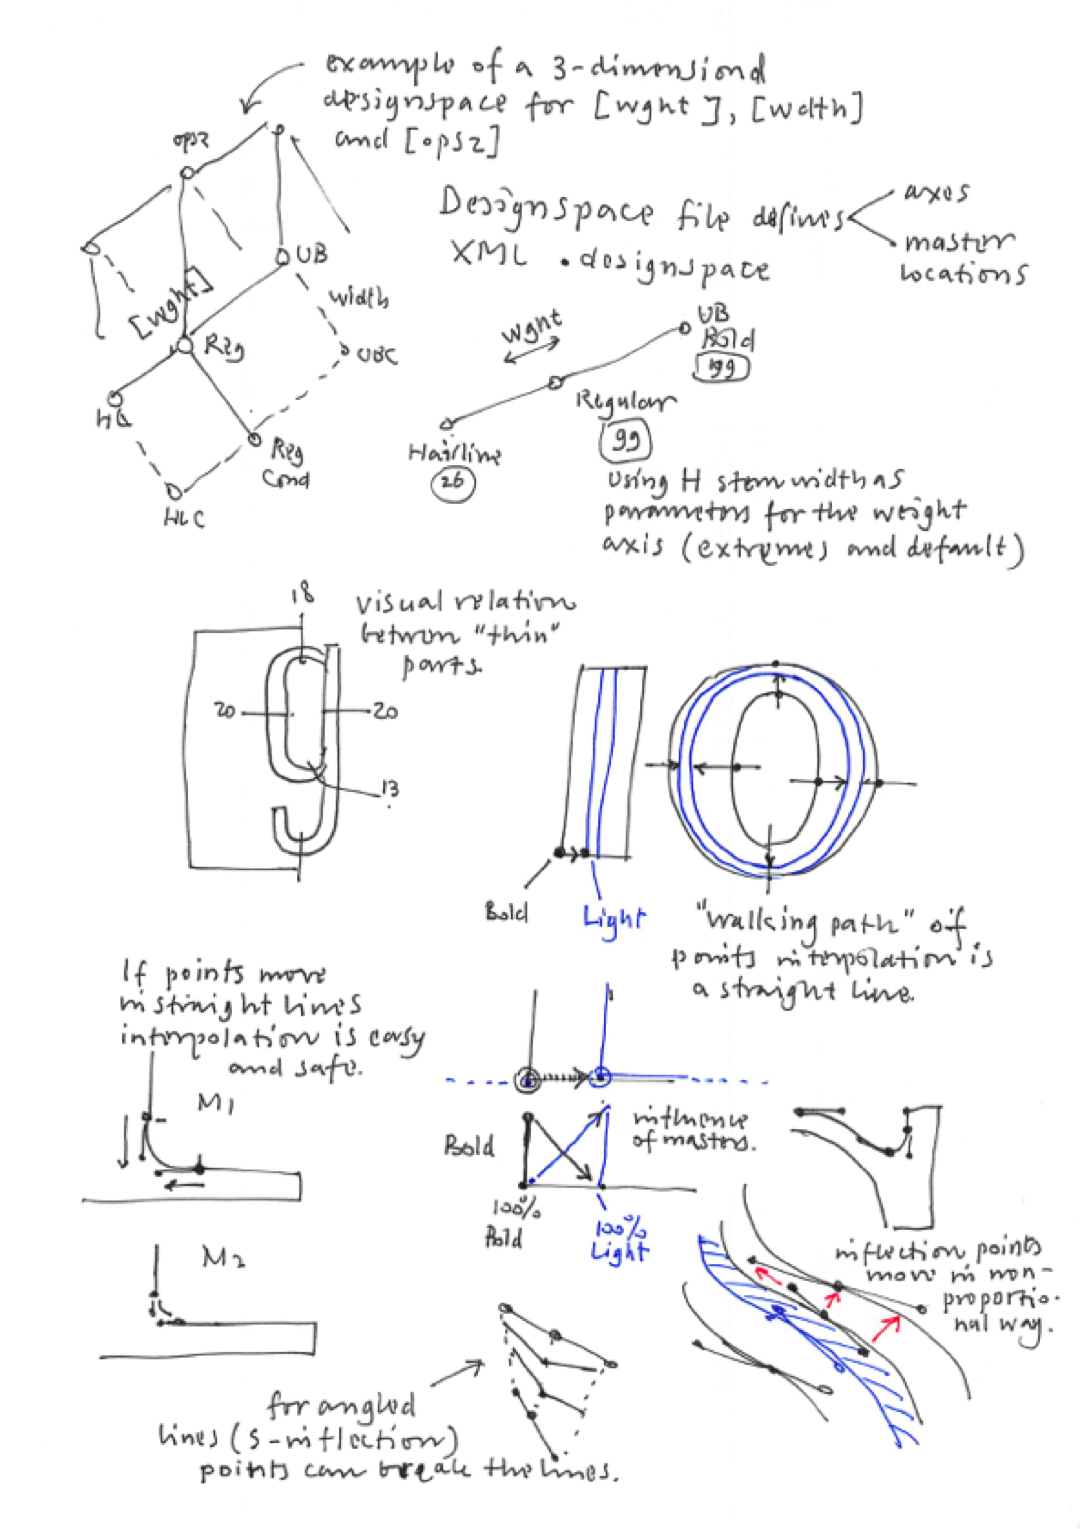 example of a 3-dimensional
designspace for [wght], [wdth]
and [opsz]
opsz
Designspace file defines
axes
master
locations
XML .designspace
UB
[wght]
width
Reg
UBC
HL
Reg
Cond
HLC
wght
UB
Bold
199
Regular
99
Hairline
26
using H stem width as
parameters for the weight
axis (extremes and default)
18
visual relation
between "thin"
parts.
20
20
13
Bold
Light
"walking path" of
points interpolation is
a straight line.
If points move
in straight lines
interpolation is easy
and safe.
M1
Bold
influence
of masters.
100%
Bold
100%
Light
M2
inflection points
move in non-
proportio-
nal way.
for angled
lines (S-inflection)
points can break the lines.